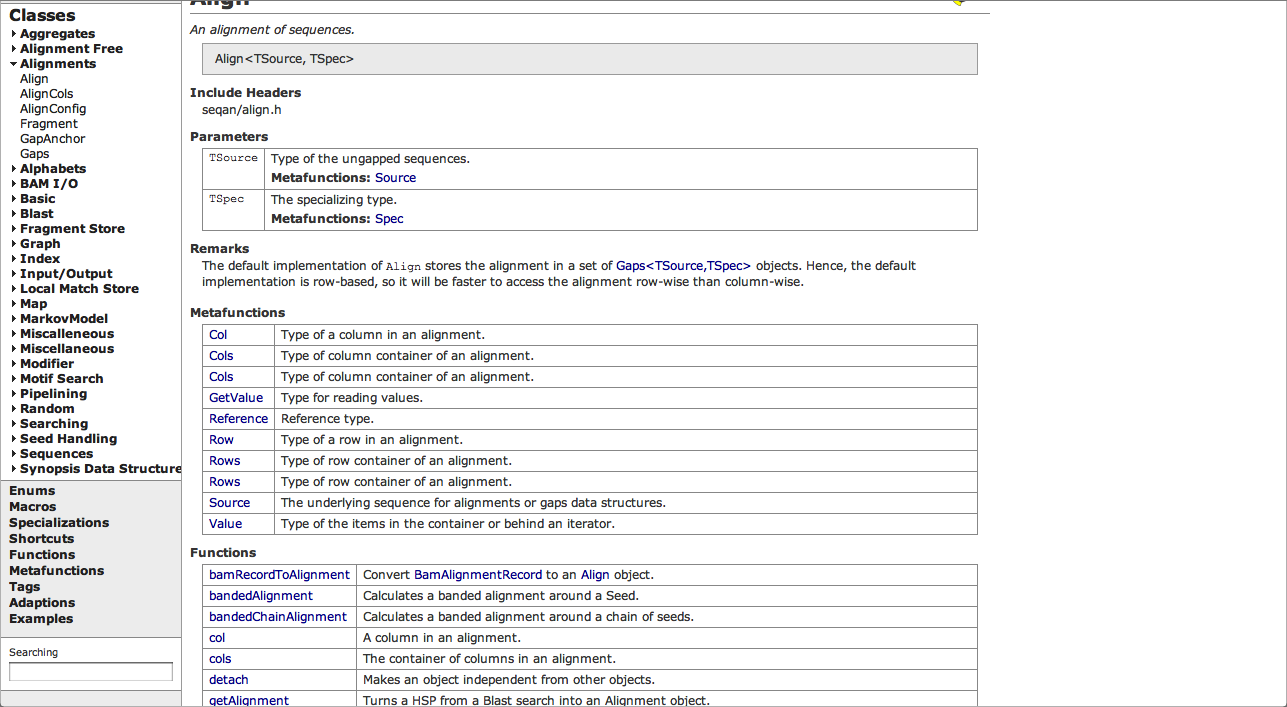 Classes
Aggregates
Alignment Free
Alignments
Align
AlignCols
AlignConfig
Fragment
GapAnchor
Gaps
Alphabets
BAM I/O
Basic
Blast
Fragment Store
Graph
Index
Input/Output
Local Match Store
Map
MarkovModel
Miscalleneous
Miscellaneous
Modifier
Motif Search
Pipelining
Random
Searching
Seed Handling
Sequences
Synopsis Data Structure
Enums
Macros
Specializations
Shortcuts
Functions
Metafunctions
Tags
Adaptions
Examples
Searching
Align
An alignment of sequences.
Align<TSource, TSpec>
Include Headers
seqan/align.h
Parameters
TSource Type of the ungapped sequences.
Metafunctions: Source
TSpec The specializing type.
Metafunctions: Spec
Remarks
The default implementation of Align stores the alignment in a set of Gaps<TSource,TSpec> objects. Hence, the default
implementation is row-based, so it will be faster to access the alignment row-wise than column-wise.
Metafunctions
Col Type of a column in an alignment.
Cols Type of column container of an alignment.
Cols Type of column container of an alignment.
GetValue Type for reading values.
Reference Reference type.
Row Type of a row in an alignment.
Rows Type of row container of an alignment.
Rows Type of row container of an alignment.
Source The underlying sequence for alignments or gaps data structures.
Value Type of the items in the container or behind an iterator.
Functions
bamRecordToAlignment Convert BamAlignmentRecord to an Align object.
bandedAlignment Calculates a banded alignment around a Seed.
bandedChainAlignment Calculates a banded alignment around a chain of seeds.
col A column in an alignment.
cols The container of columns in an alignment.
detach Makes an object independent from other objects.
getAlignment Turns a HSP from a Blast search into an Alignment object.